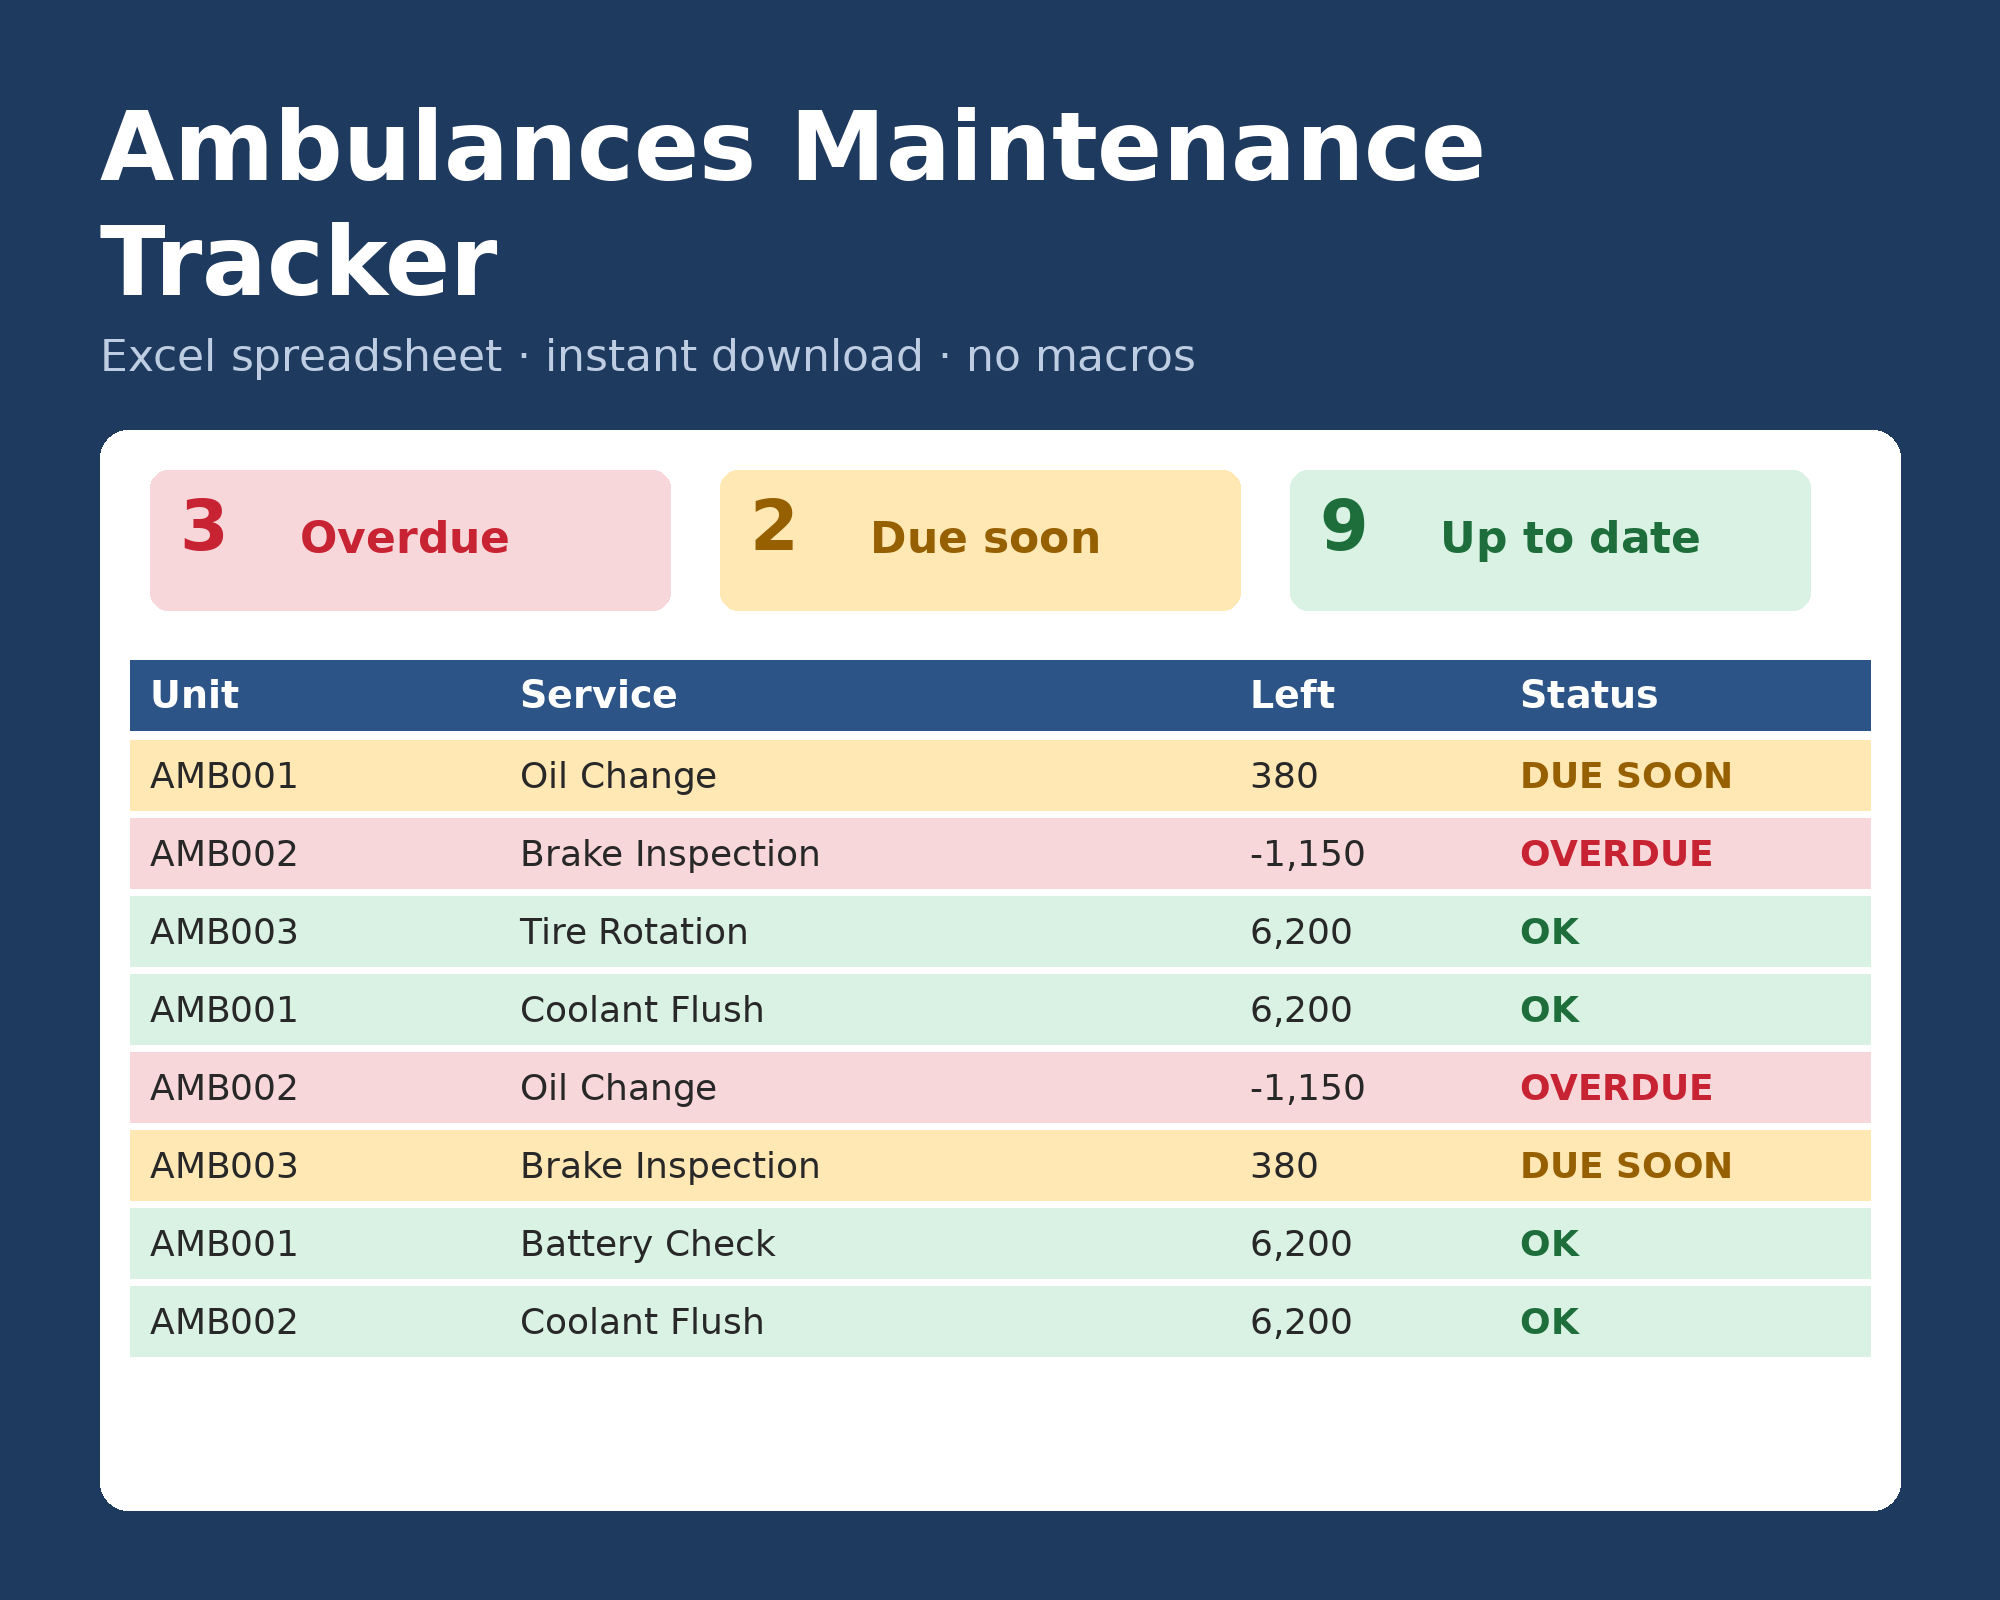 Ambulances Maintenance
Tracker
Excel spreadsheet · instant download · no macros
3 Overdue 2 Due soon 9 Up to date
Unit Service Left Status
AMB001 Oil Change 380 DUE SOON
AMB002 Brake Inspection -1,150 OVERDUE
AMB003 Tire Rotation 6,200 OK
AMB001 Coolant Flush 6,200 OK
AMB002 Oil Change -1,150 OVERDUE
AMB003 Brake Inspection 380 DUE SOON
AMB001 Battery Check 6,200 OK
AMB002 Coolant Flush 6,200 OK